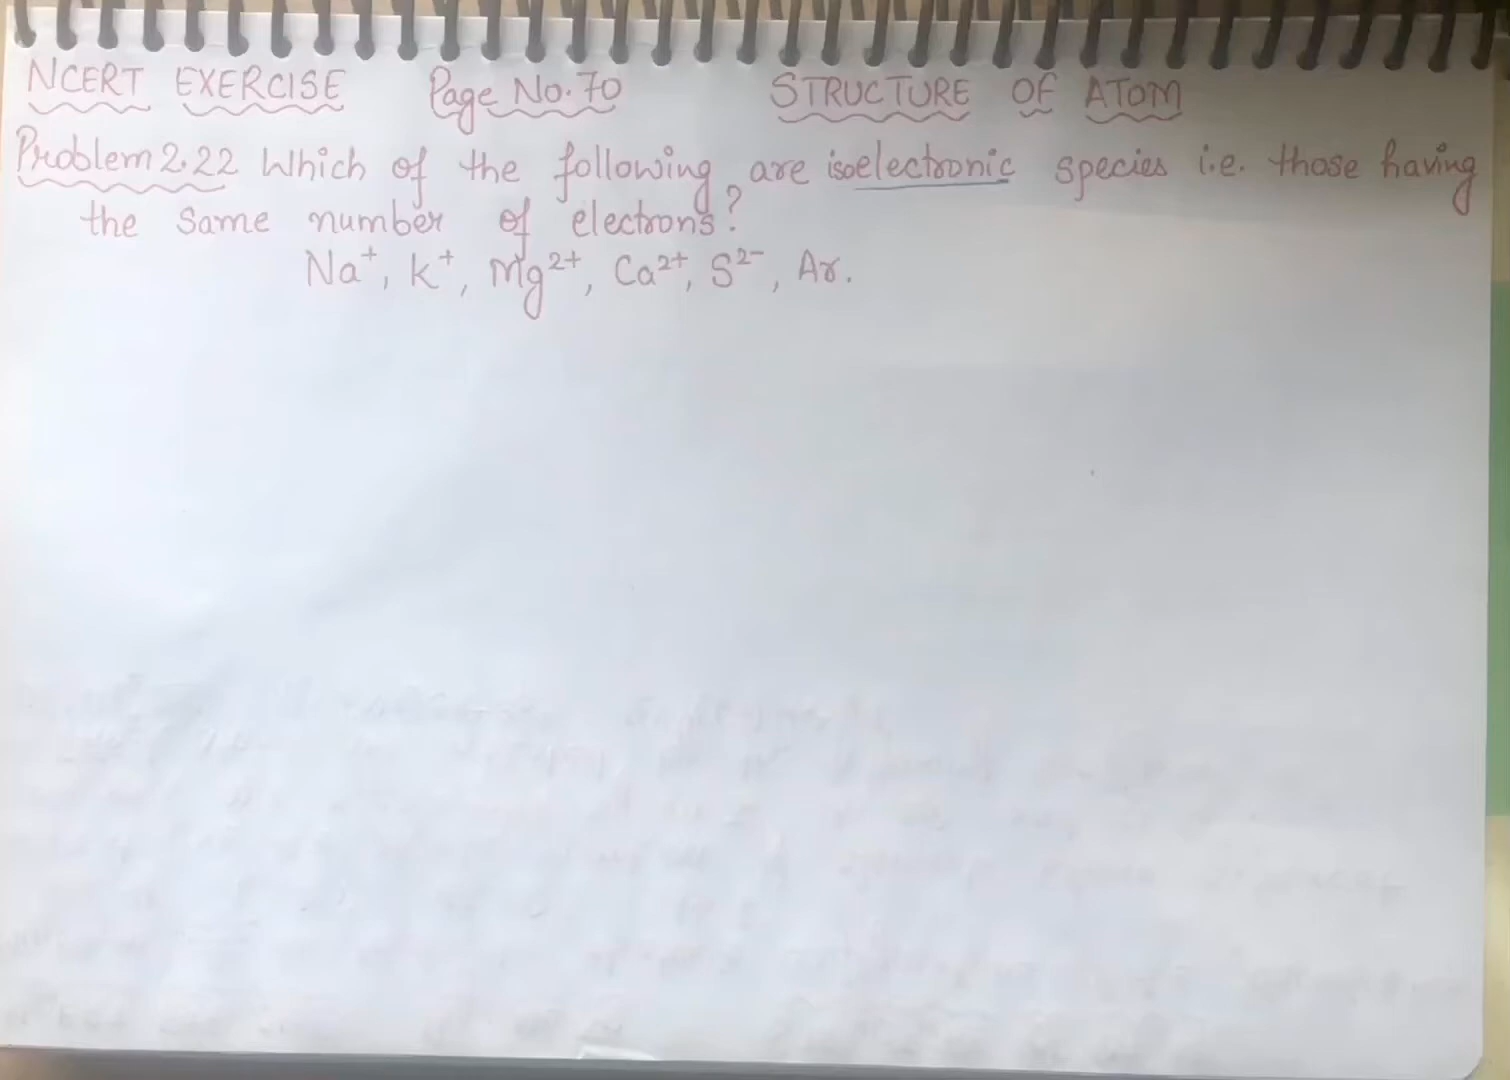 NCERT EXERCISE Page No. 70 STRUCTURE OF ATOM
Problem 2.22 Which of the following are isoelectronic species i.e. those having
the same number of electrons?
Na⁺, K⁺, Mg²⁺, Ca²⁺, S²⁻, Ar.